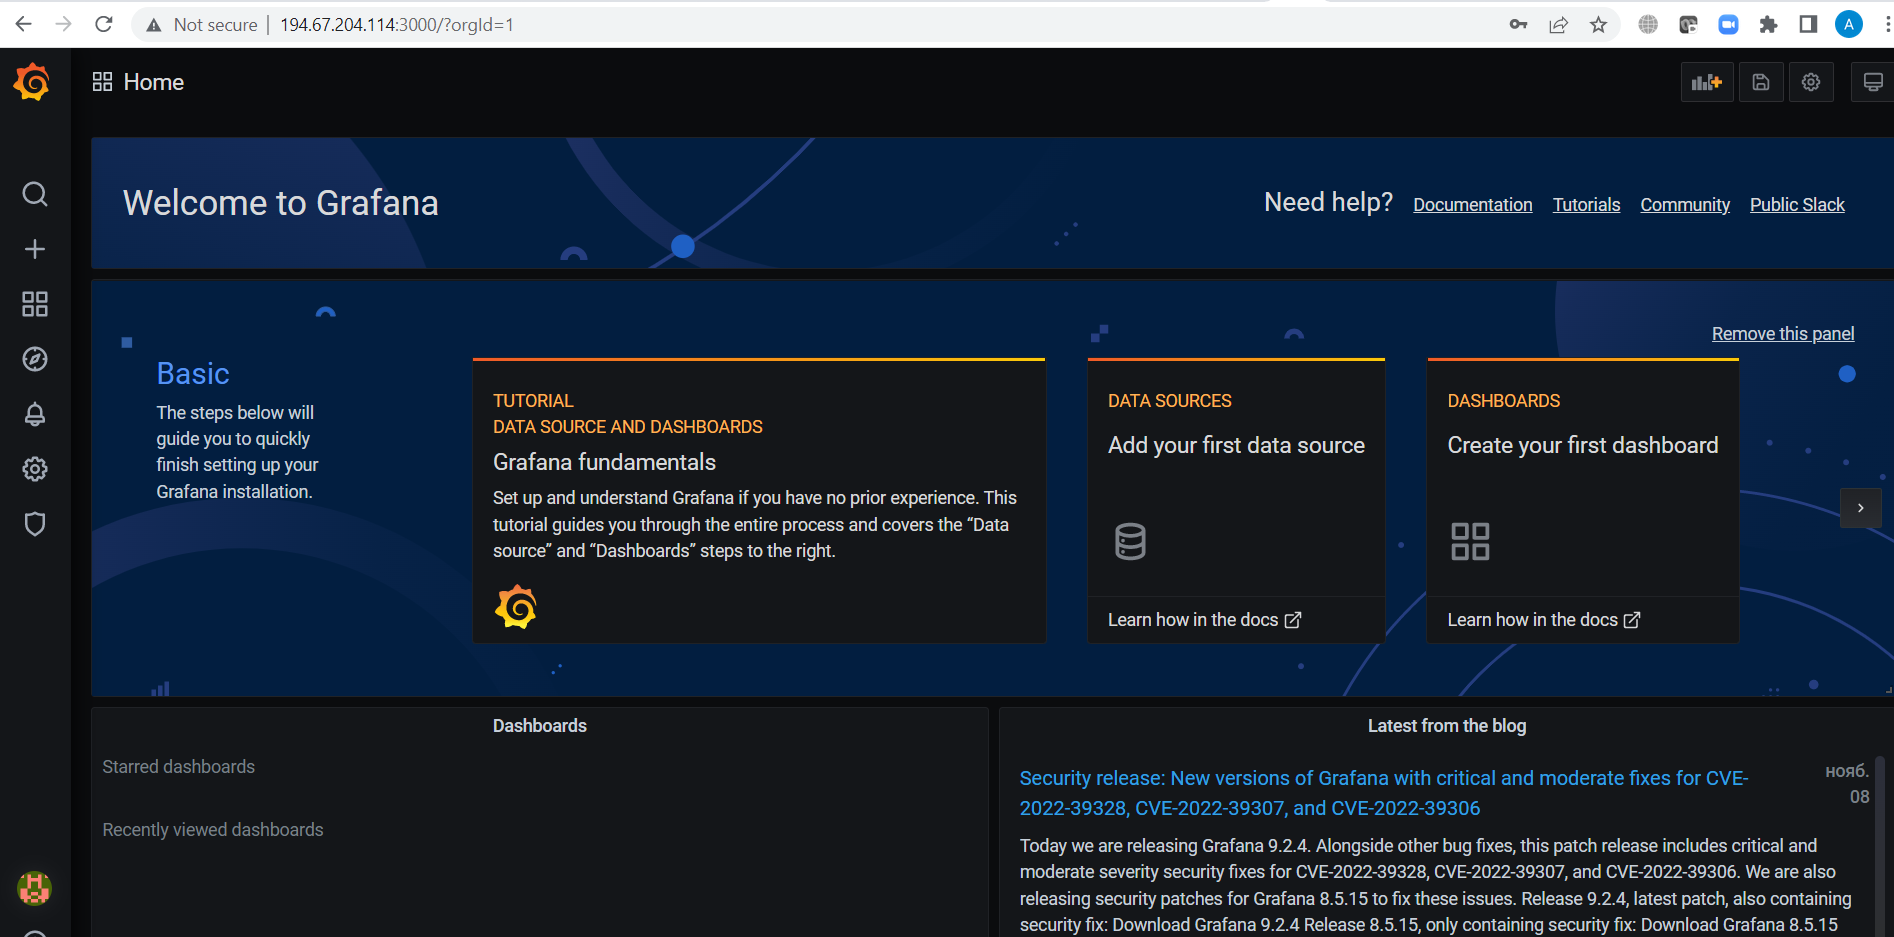 Not secure | 194.67.204.114:3000/?orgId=1
A
Home
Welcome to Grafana
Need help? Documentation Tutorials Community Public Slack
Remove this panel
Basic
The steps below will
guide you to quickly
finish setting up your
Grafana installation.
TUTORIAL
DATA SOURCE AND DASHBOARDS
Grafana fundamentals
Set up and understand Grafana if you have no prior experience. This
tutorial guides you through the entire process and covers the “Data
source” and “Dashboards” steps to the right.
DATA SOURCES
Add your first data source
Learn how in the docs
DASHBOARDS
Create your first dashboard
Learn how in the docs
Dashboards
Starred dashboards
Recently viewed dashboards
Latest from the blog
Security release: New versions of Grafana with critical and moderate fixes for CVE-
2022-39328, CVE-2022-39307, and CVE-2022-39306
нояб.
08
Today we are releasing Grafana 9.2.4. Alongside other bug fixes, this patch release includes critical and
moderate severity security fixes for CVE-2022-39328, CVE-2022-39307, and CVE-2022-39306. We are also
releasing security patches for Grafana 8.5.15 to fix these issues. Release 9.2.4, latest patch, also containing
security fix: Download Grafana 9.2.4 Release 8.5.15, only containing security fix: Download Grafana 8.5.15